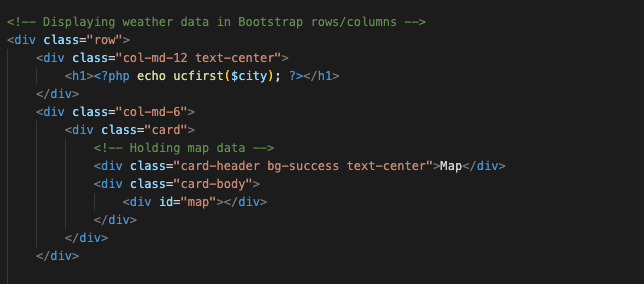 <!-- Displaying weather data in Bootstrap rows/columns -->
<div class="row">
    <div class="col-md-12 text-center">
        <h1><?php echo ucfirst($city); ?></h1>
    </div>
    <div class="col-md-6">
        <div class="card">
            <!-- Holding map data -->
            <div class="card-header bg-success text-center">Map</div>
            <div class="card-body">
                <div id="map"></div>
            </div>
        </div>
    </div>